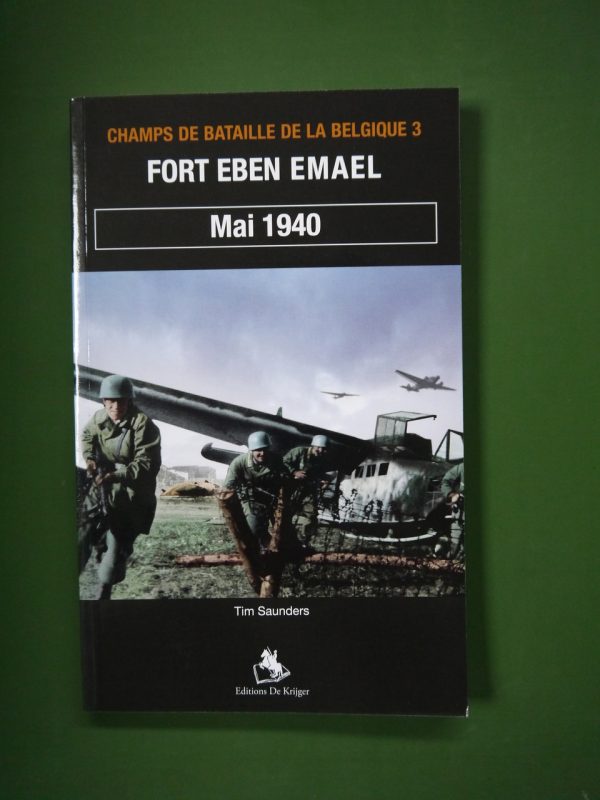 CHAMPS DE BATAILLE DE LA BELGIQUE 3
FORT EBEN EMAEL
Mai 1940
Tim Saunders
Editions De Krijger